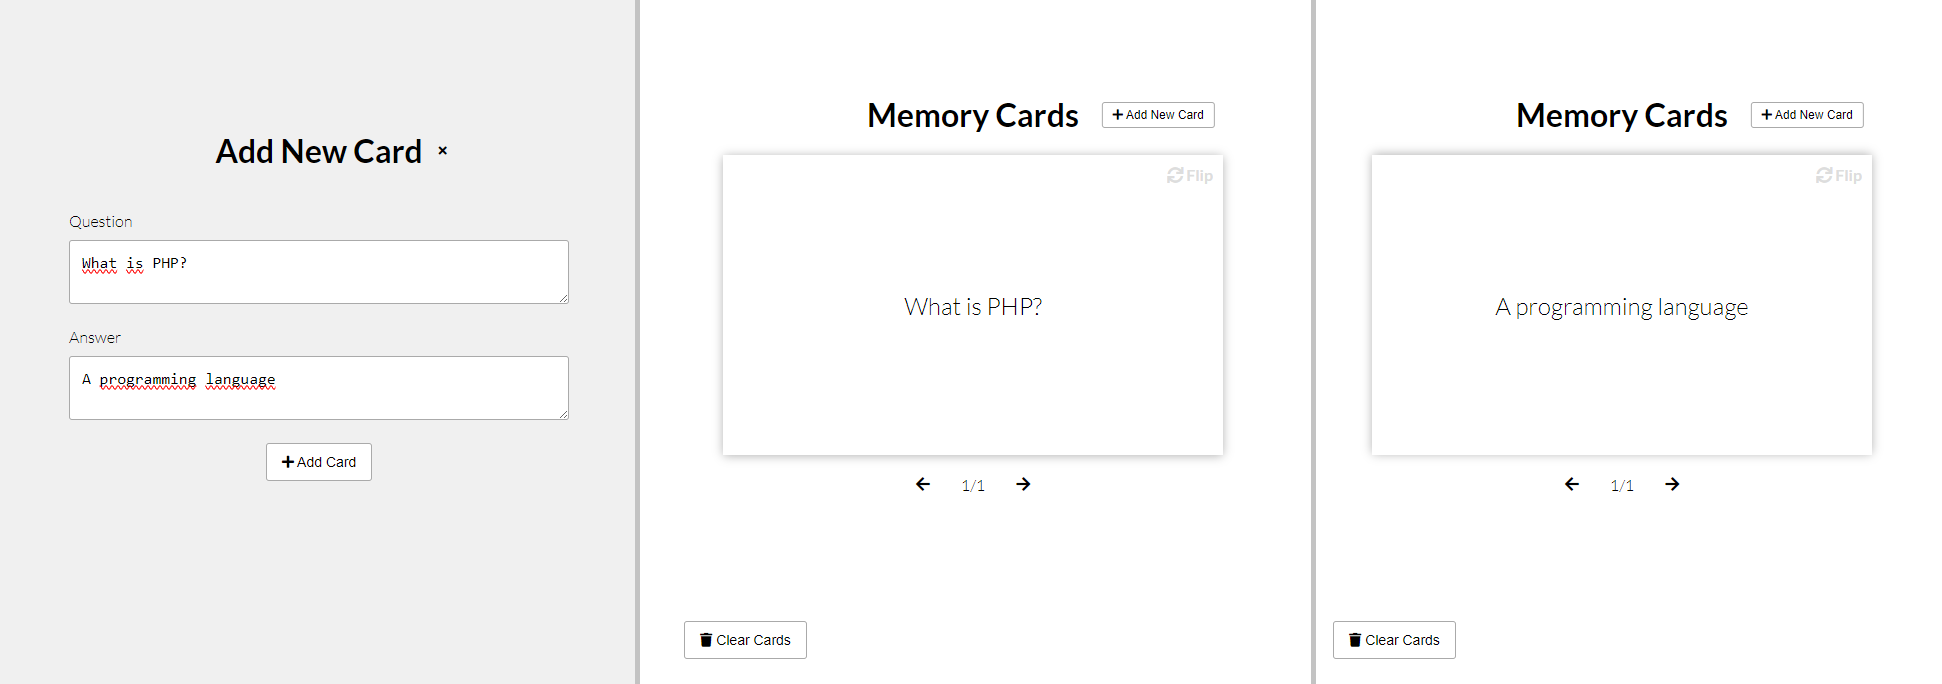 Add New Card ×
Question
What is PHP?
Answer
A programming language
+ Add Card
Memory Cards
+ Add New Card
Flip
What is PHP?
1/1
Clear Cards
Memory Cards
+ Add New Card
Flip
A programming language
1/1
Clear Cards